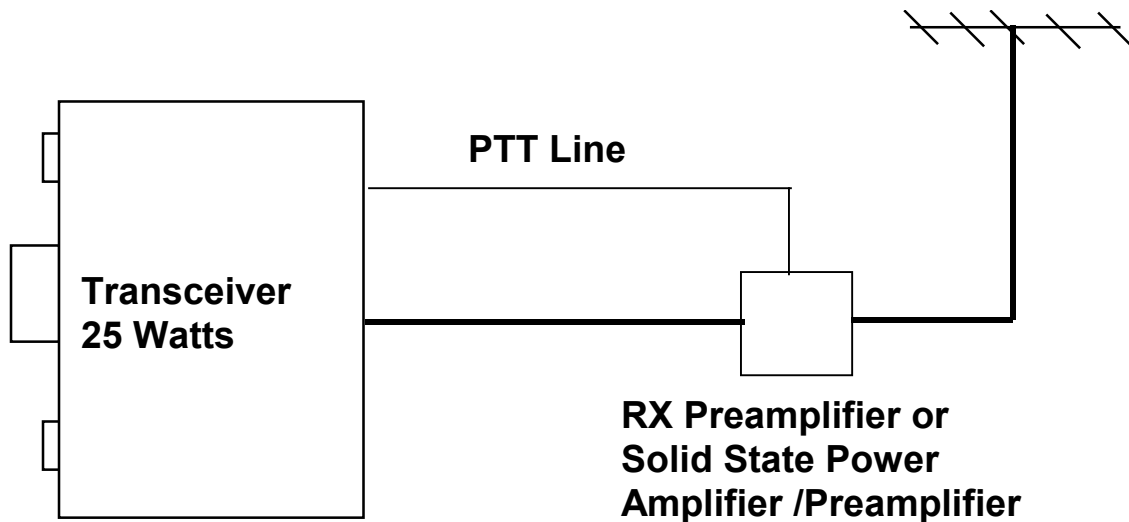 PTT Line
Transceiver
25 Watts
RX Preamplifier or
Solid State Power
Amplifier /Preamplifier